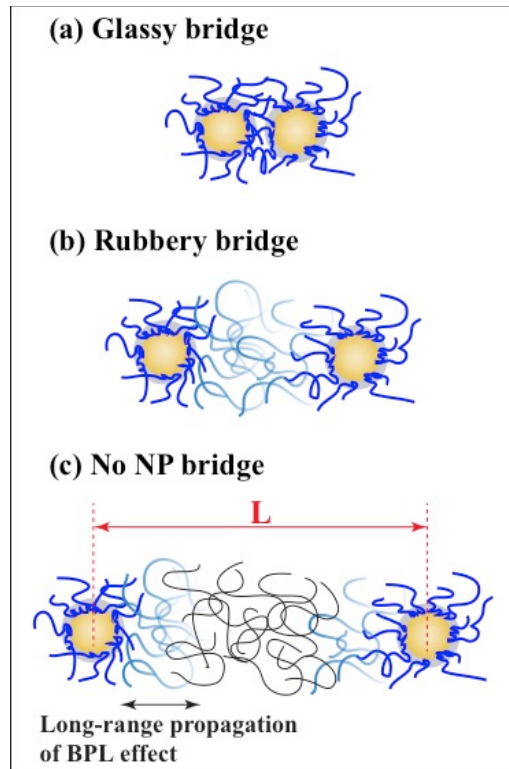 (a) Glassy bridge
(b) Rubbery bridge
(c) No NP bridge
L
Long-range propagation
of BPL effect